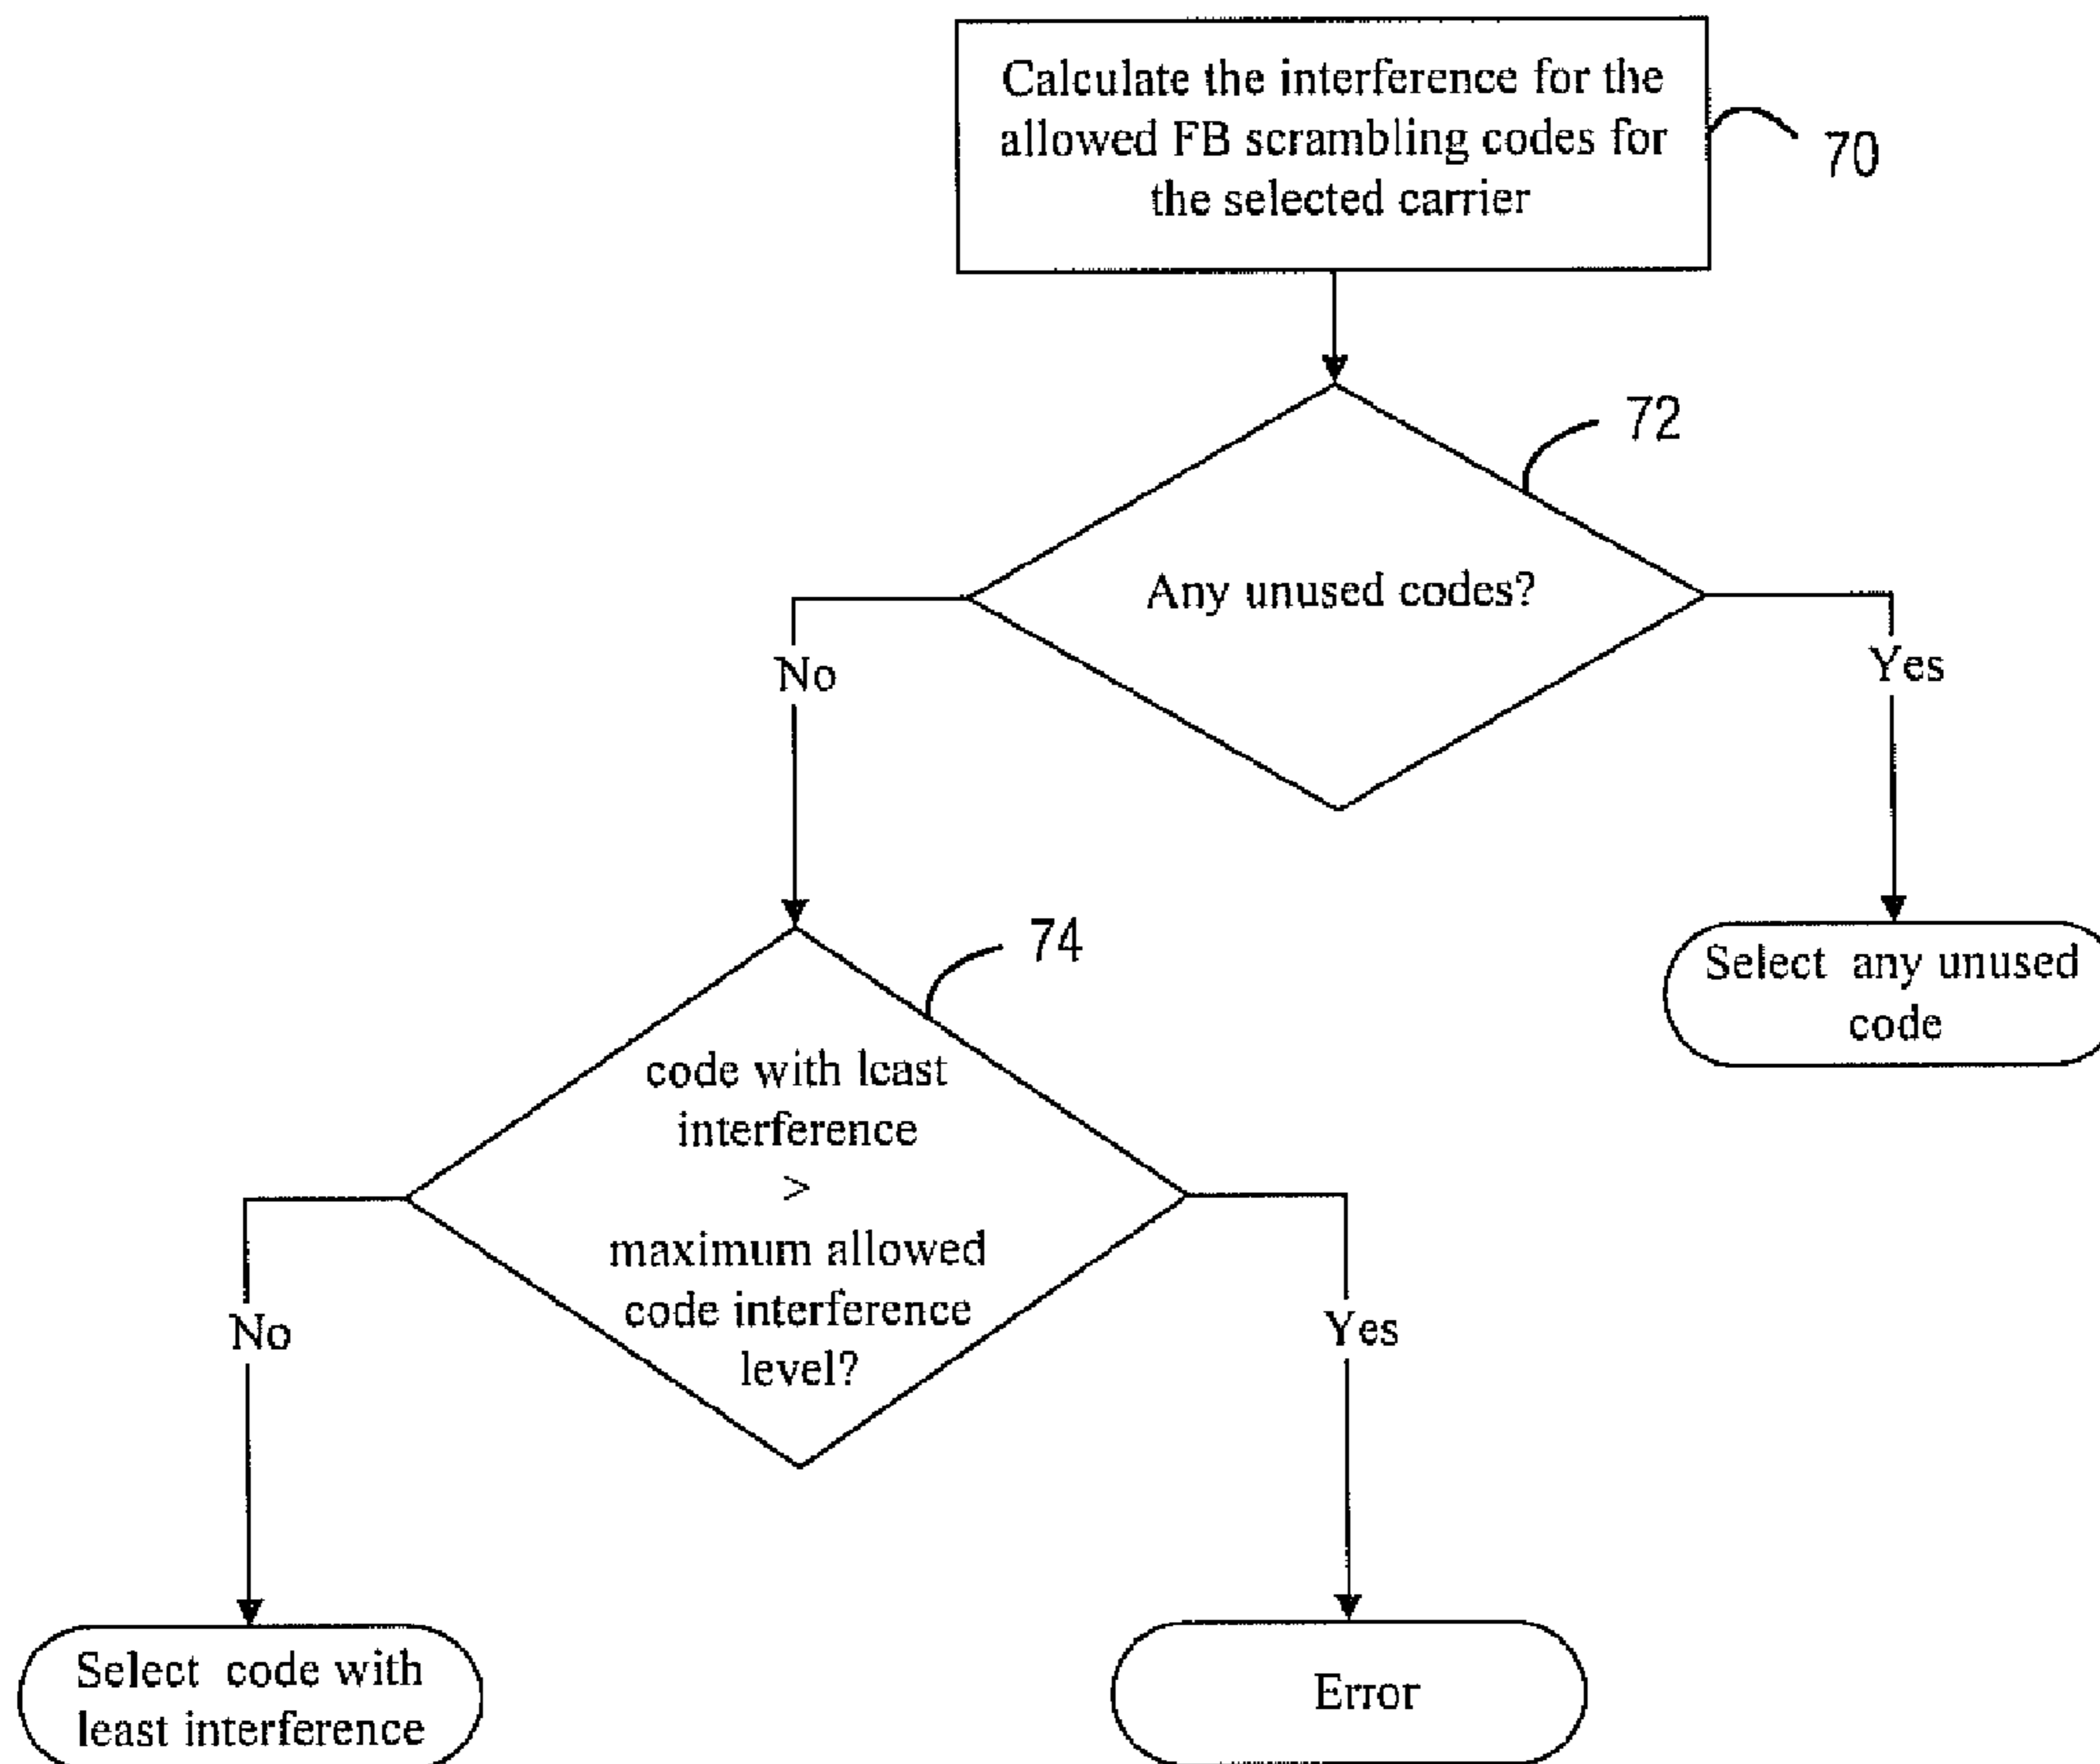 Calculate the interference for the
allowed FB scrambling codes for
the selected carrier
70
72
Any unused codes?
No
Yes
74
Select any unused
code
code with least
interference
>
maximum allowed
code interference
level?
No
Yes
Select code with
least interference
Error